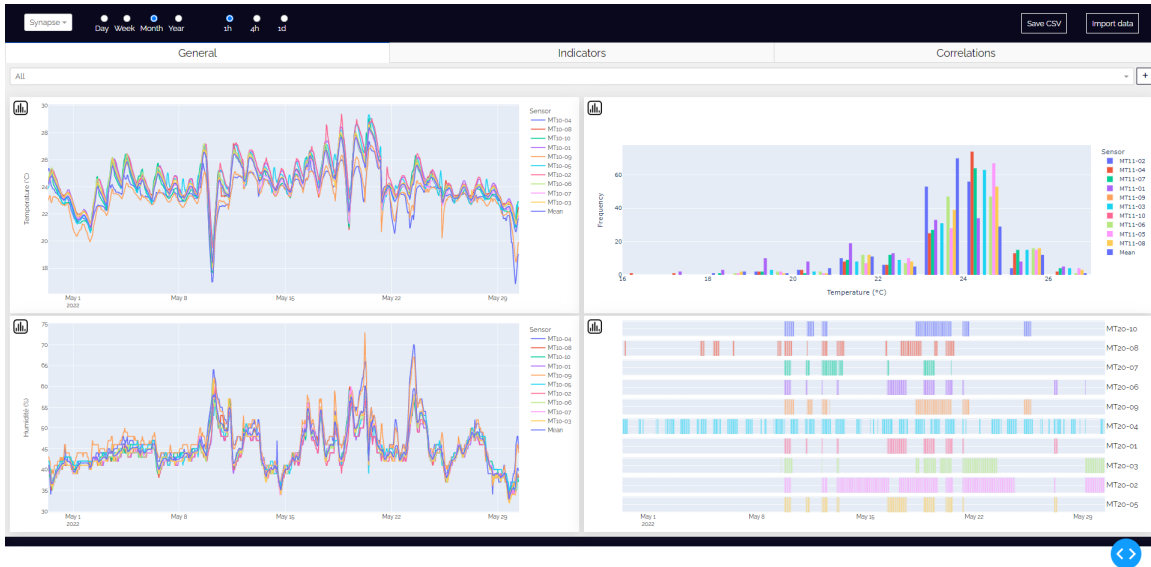 Synapse
Day Week Month Year 1h 4h 1d
Save CSV Import data
General Indicators Correlations
All +
Temperature (°C)
30
28
26
24
22
20
18
May 1 May 8 May 15 May 22 May 29
2022
Sensor
MT10-04
MT10-08
MT10-10
MT10-01
MT10-09
MT10-05
MT10-02
MT10-06
MT10-07
MT10-03
Mean
Frequency
60
40
20
0
16 18 20 22 24 26
Temperature (°C)
Sensor
MT11-02
MT11-04
MT11-07
MT11-01
MT11-09
MT11-03
MT11-10
MT11-06
MT11-05
MT11-08
Mean
Humidité (%)
75
70
65
60
55
50
45
40
35
30
May 1 May 8 May 15 May 22 May 29
2022
Sensor
MT10-04
MT10-08
MT10-10
MT10-01
MT10-09
MT10-05
MT10-02
MT10-06
MT10-07
MT10-03
Mean
MT20-10
MT20-08
MT20-07
MT20-06
MT20-09
MT20-04
MT20-01
MT20-03
MT20-02
MT20-05
May 1 May 8 May 15 May 22 May 29
2022